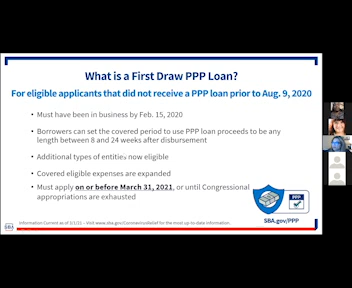 What is a First Draw PPP Loan?
For eligible applicants that did not receive a PPP loan prior to Aug. 9, 2020
• Must have been in business by Feb. 15, 2020
• Borrowers can set the covered period to use PPP loan proceeds to be any
length between 8 and 24 weeks after disbursement
• Additional types of entities now eligible
• Covered eligible expenses are expanded
• Must apply on or before March 31, 2021, or until Congressional
appropriations are exhausted
PPP
SBA.gov/PPP
SBA
Information Current as of 2/1/21 – Visit www.sba.gov/CoronavirusRelief for the most up-to-date information.